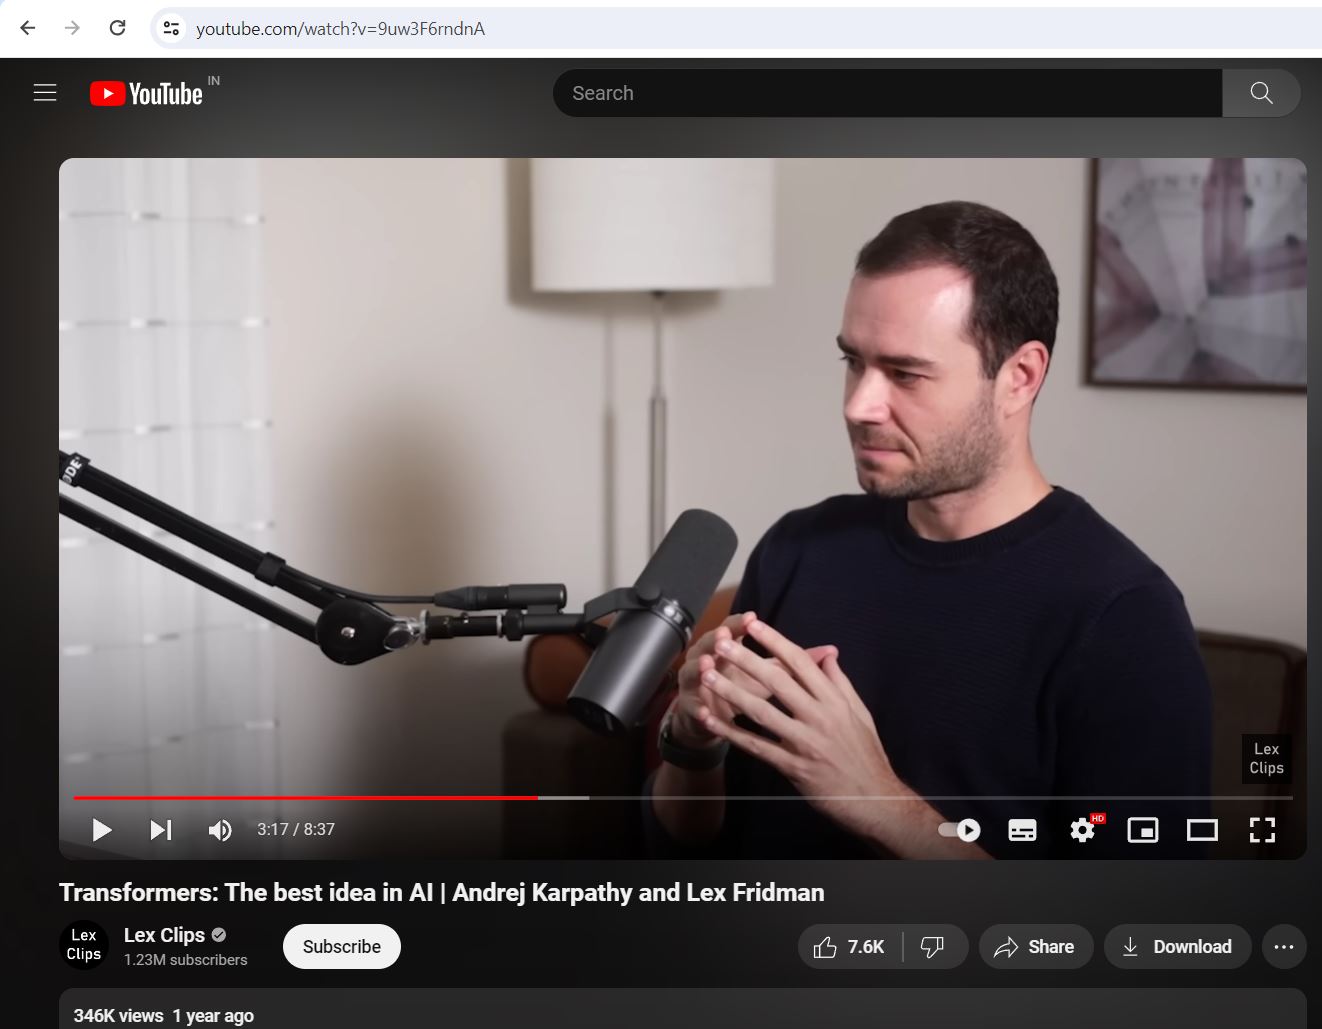 youtube.com/watch?v=9uw3F6rndnA
YouTube IN
Search
Lex
Clips
HD
3:17 / 8:37
Transformers: The best idea in AI | Andrej Karpathy and Lex Fridman
Lex
Clips
Lex Clips
1.23M subscribers
Subscribe
7.6K
Share
Download
346K views 1 year ago